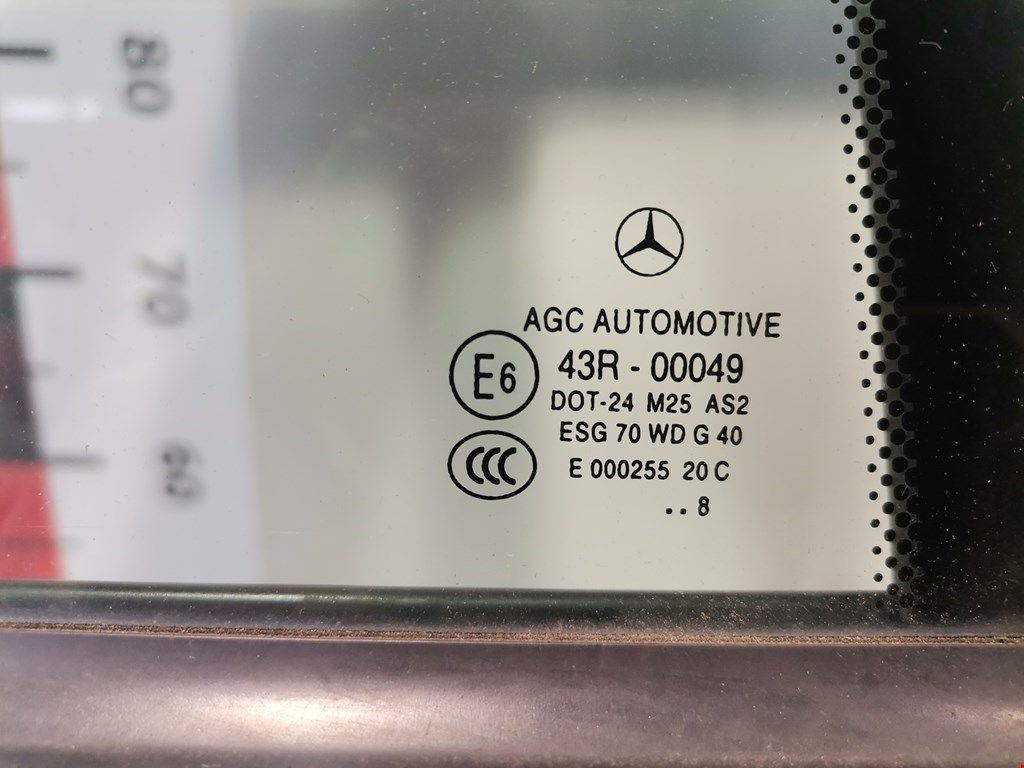 80
70
60
AGC AUTOMOTIVE
E6 43R - 00049
DOT-24 M25 AS2
ESG 70 WD G 40
CCC E 000255 20 C
.. 8